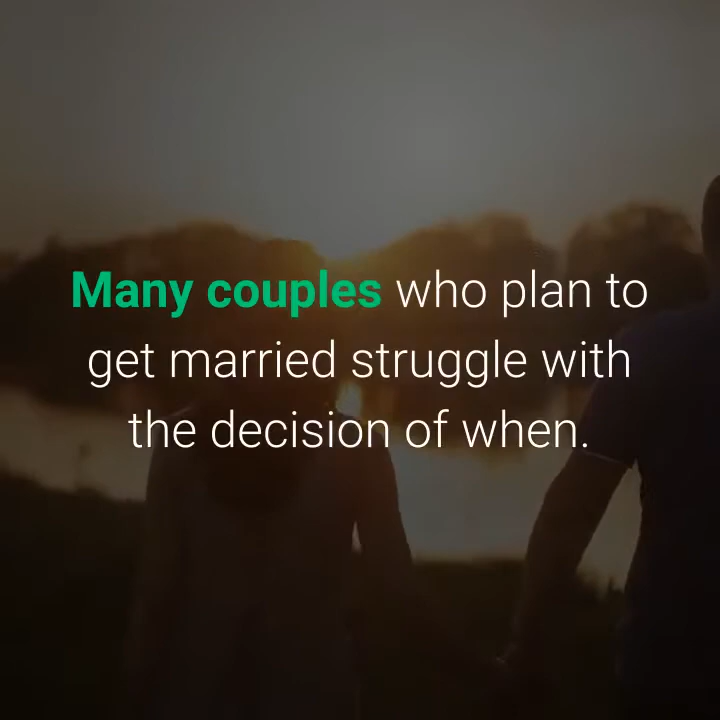 Many couples who plan to
get married struggle with
the decision of when.